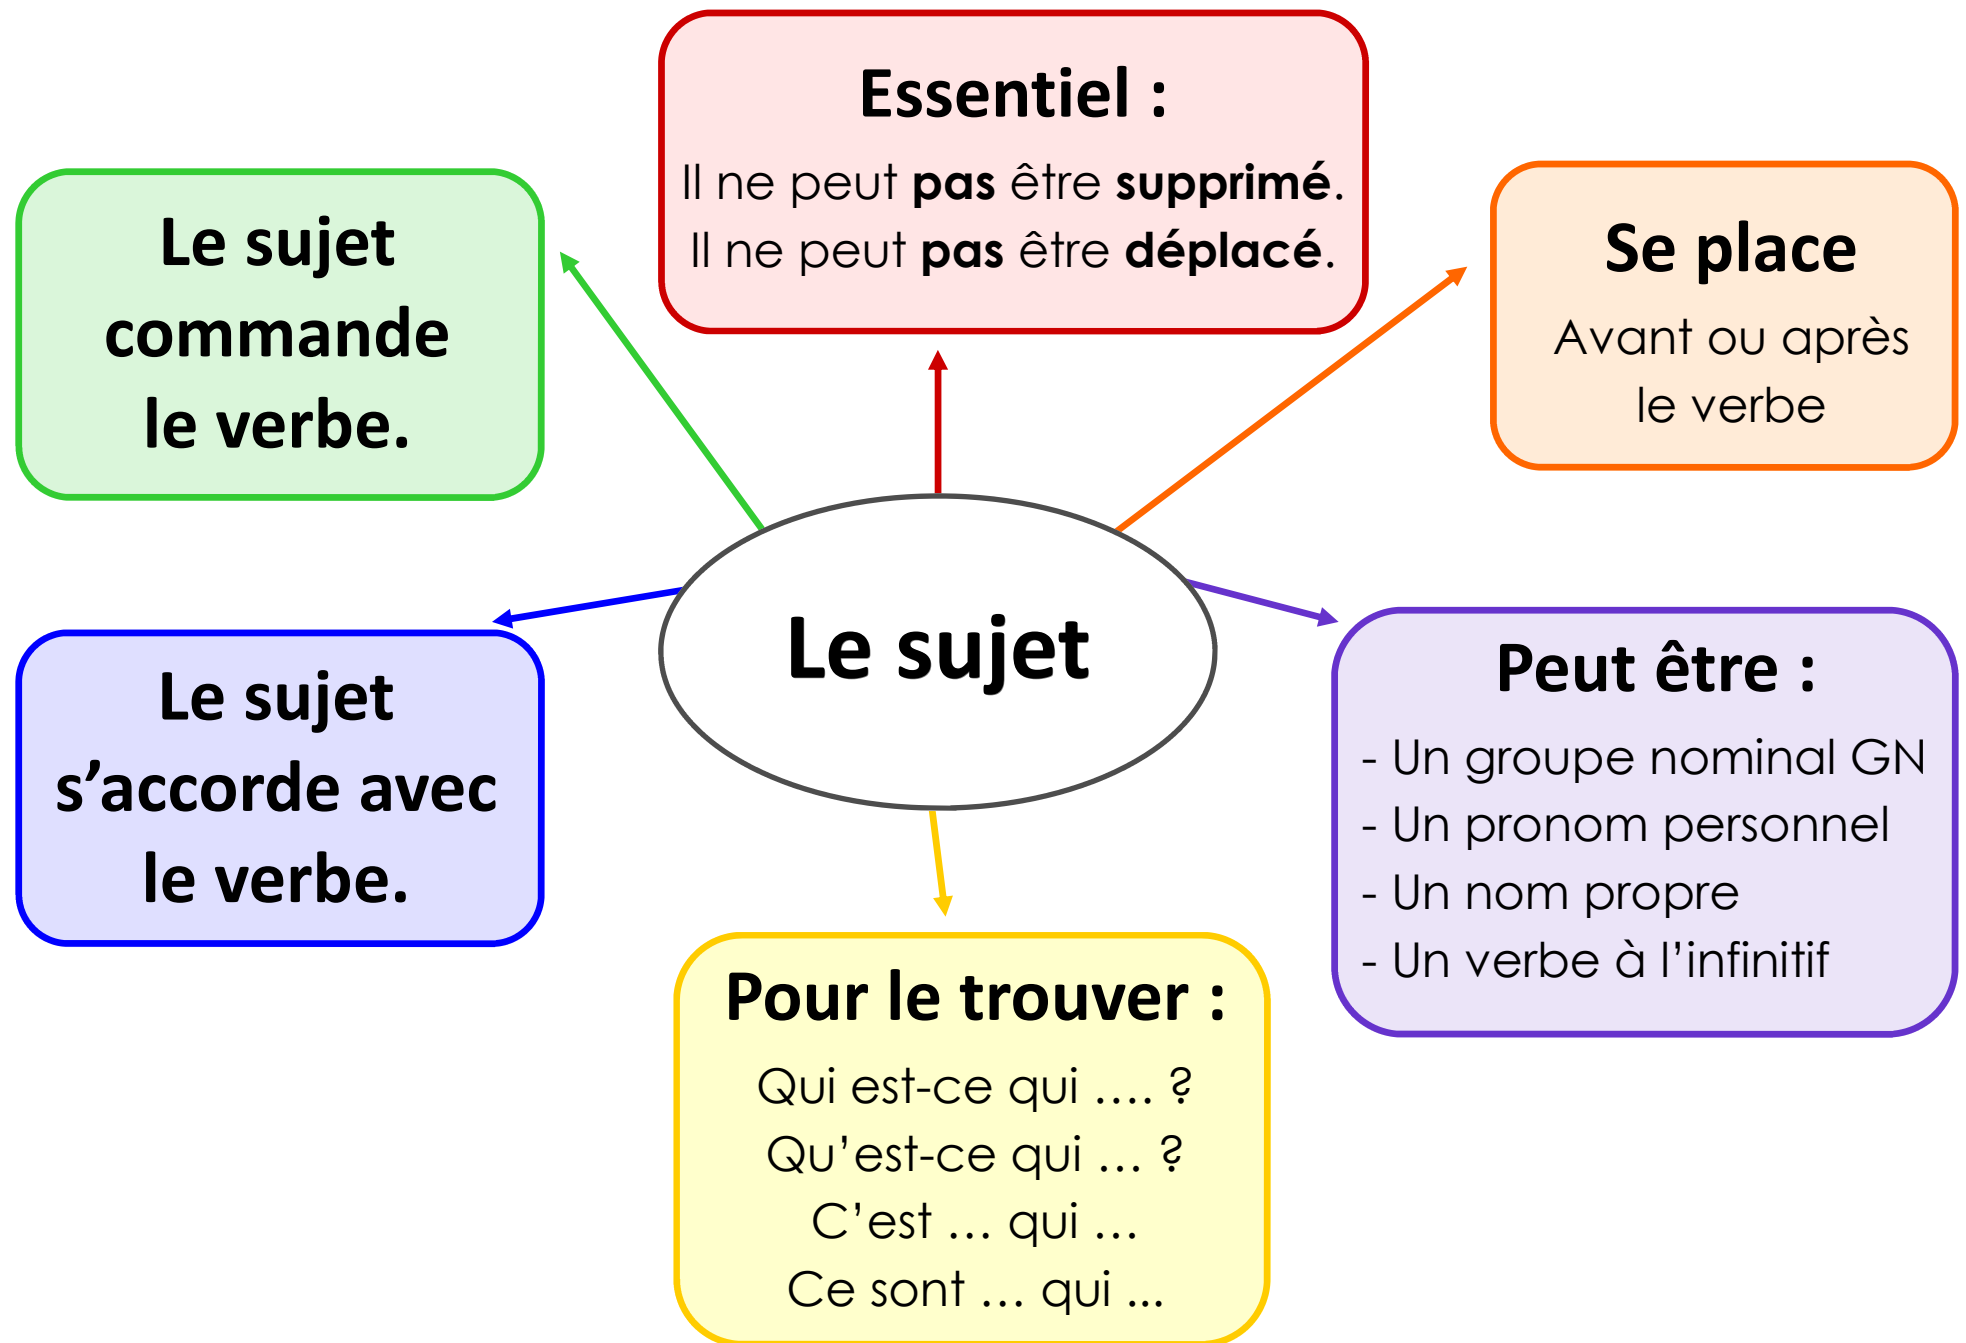 Essentiel :
Il ne peut pas être supprimé.
Il ne peut pas être déplacé.
Le sujet
commande
le verbe.
Se place
Avant ou après
le verbe
Le sujet
Le sujet
s’accorde avec
le verbe.
Peut être :
- Un groupe nominal GN
- Un pronom personnel
- Un nom propre
- Un verbe à l’infinitif
Pour le trouver :
Qui est-ce qui …. ?
Qu’est-ce qui … ?
C’est … qui …
Ce sont … qui ...